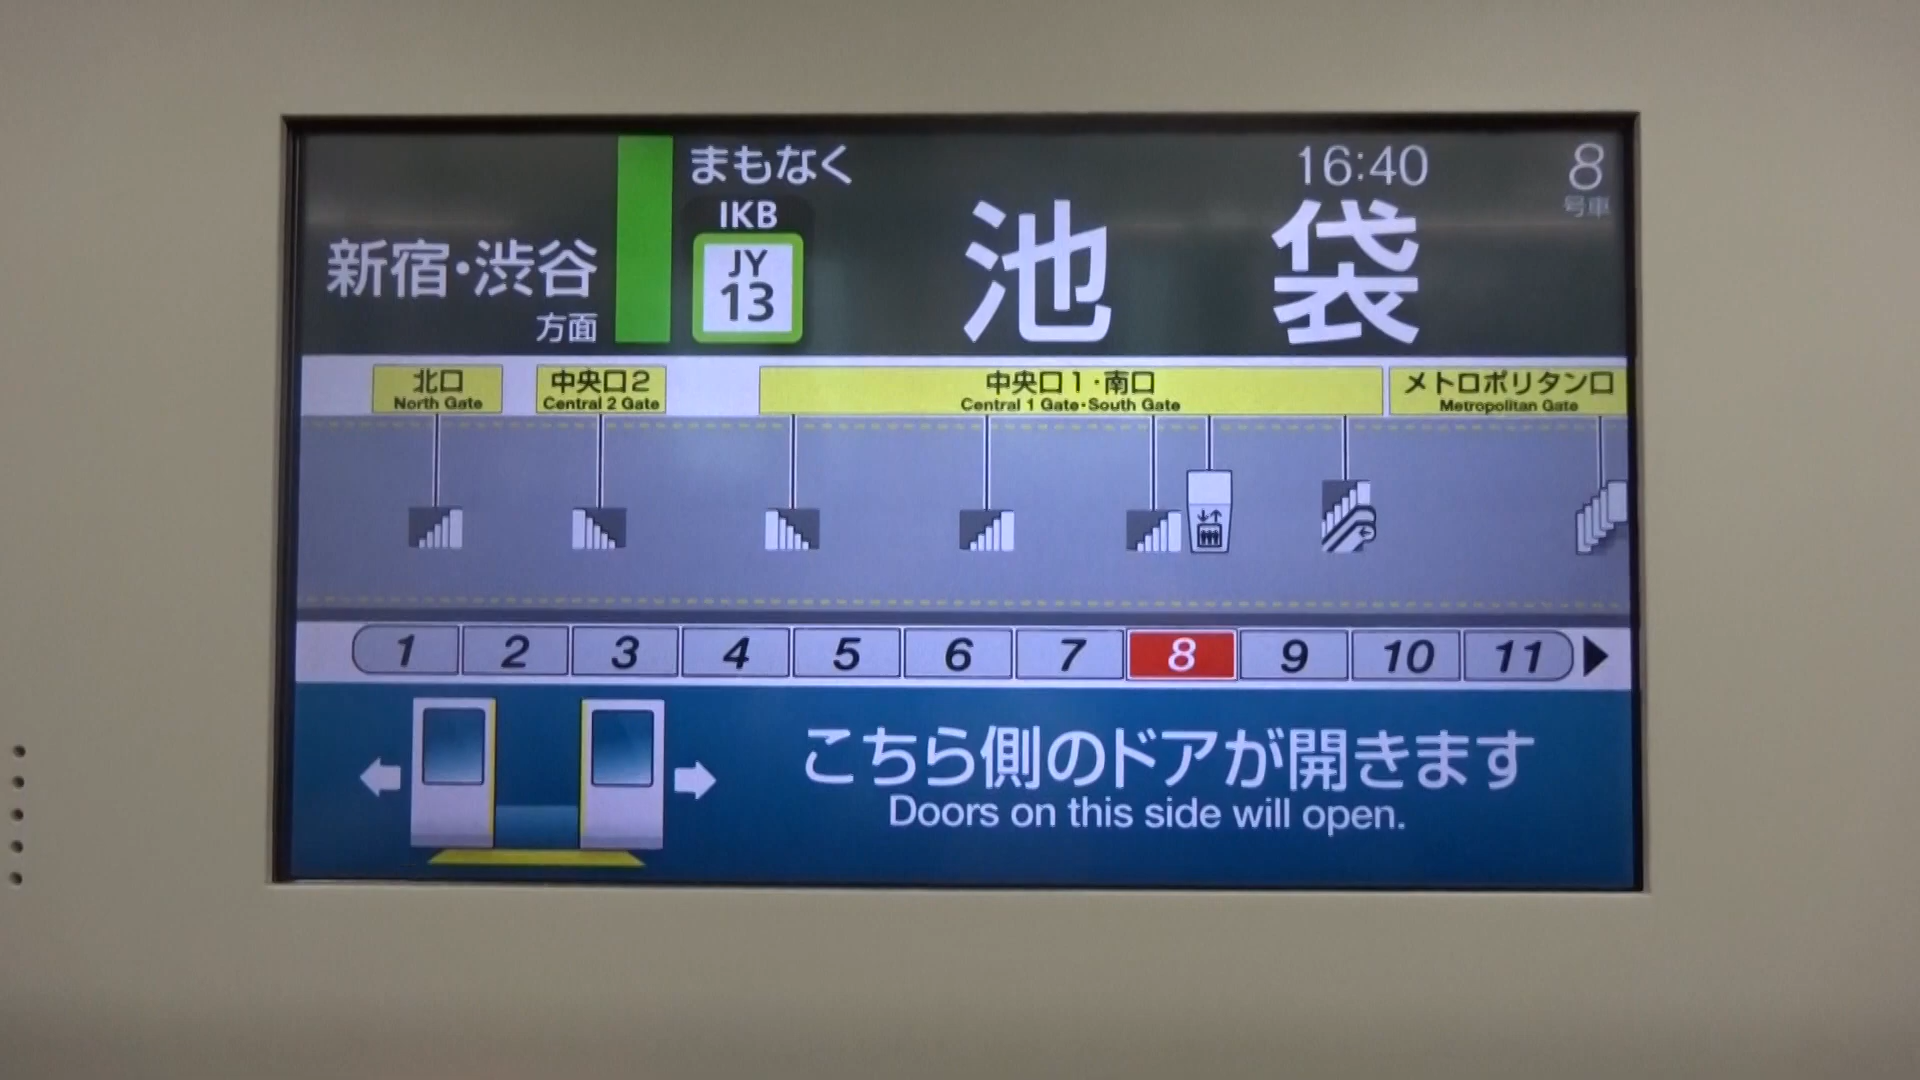 まもなく
16:40
8
号車
IKB
JY
13
池袋
新宿・渋谷
方面
北口
North Gate
中央口2
Central 2 Gate
中央口1・南口
Central 1 Gate・South Gate
メトロポリタン口
Metropolitan Gate
1 2 3 4 5 6 7 8 9 10 11
こちら側のドアが開きます
Doors on this side will open.